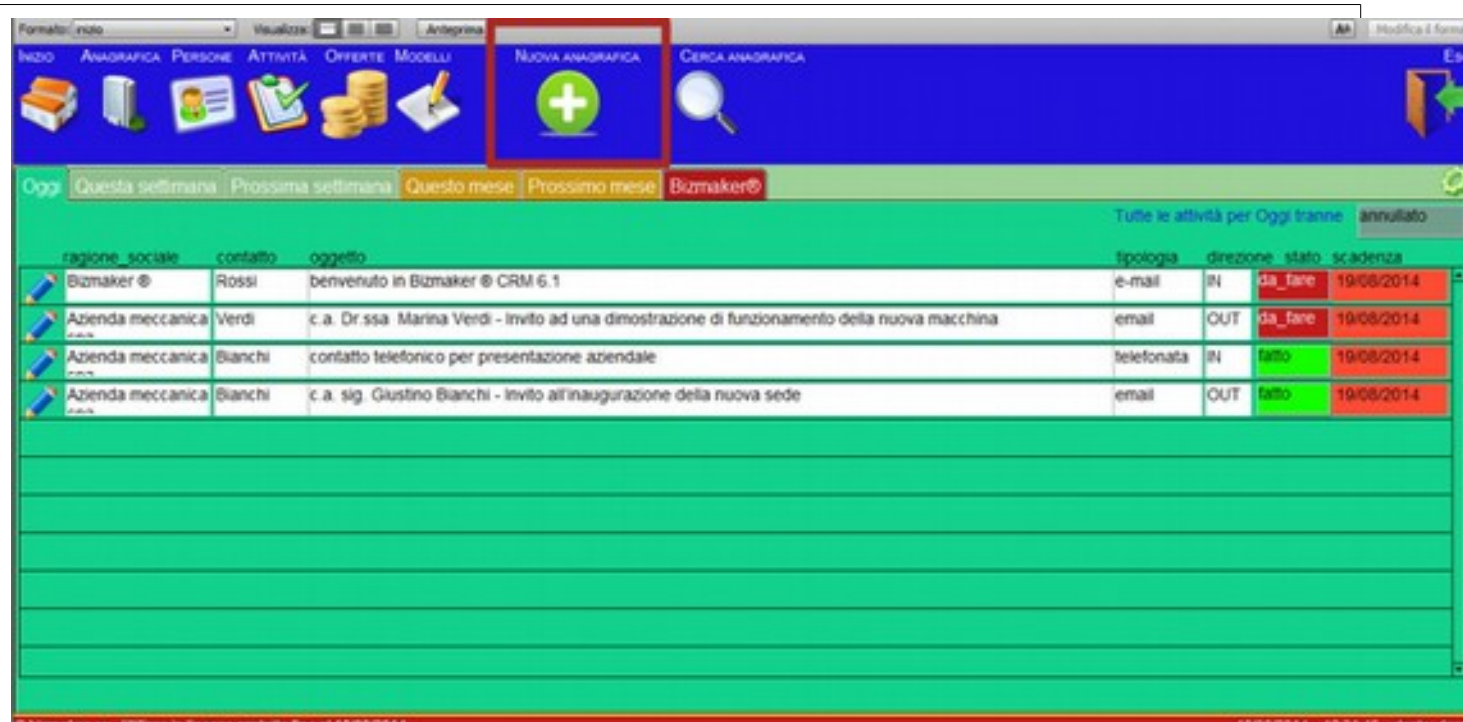 Formato: inizio Visualizza: Anteprima Aa Modifica il forma
INIZIO ANAGRAFICA PERSONE ATTIVITÀ OFFERTE MODELLI NUOVA ANAGRAFICA CERCA ANAGRAFICA Es
Oggi Questa settimana Prossima settimana Questo mese Prossimo mese Bizmaker®
Tutte le attività per Oggi tranne annullato
ragione_sociale contatto oggetto tipologia direzione stato scadenza
Bizmaker ® Rossi benvenuto in Bizmaker ® CRM 6.1 e-mail IN da_fare 19/08/2014
Azienda meccanica Verdi c.a. Dr.ssa Marina Verdi - Invito ad una dimostrazione di funzionamento della nuova macchina email OUT da_fare 19/08/2014
Azienda meccanica Bianchi contatto telefonico per presentazione aziendale telefonata IN fatto 19/08/2014
Azienda meccanica Bianchi c.a. sig. Giustino Bianchi - Invito all'inaugurazione della nuova sede email OUT fatto 19/08/2014